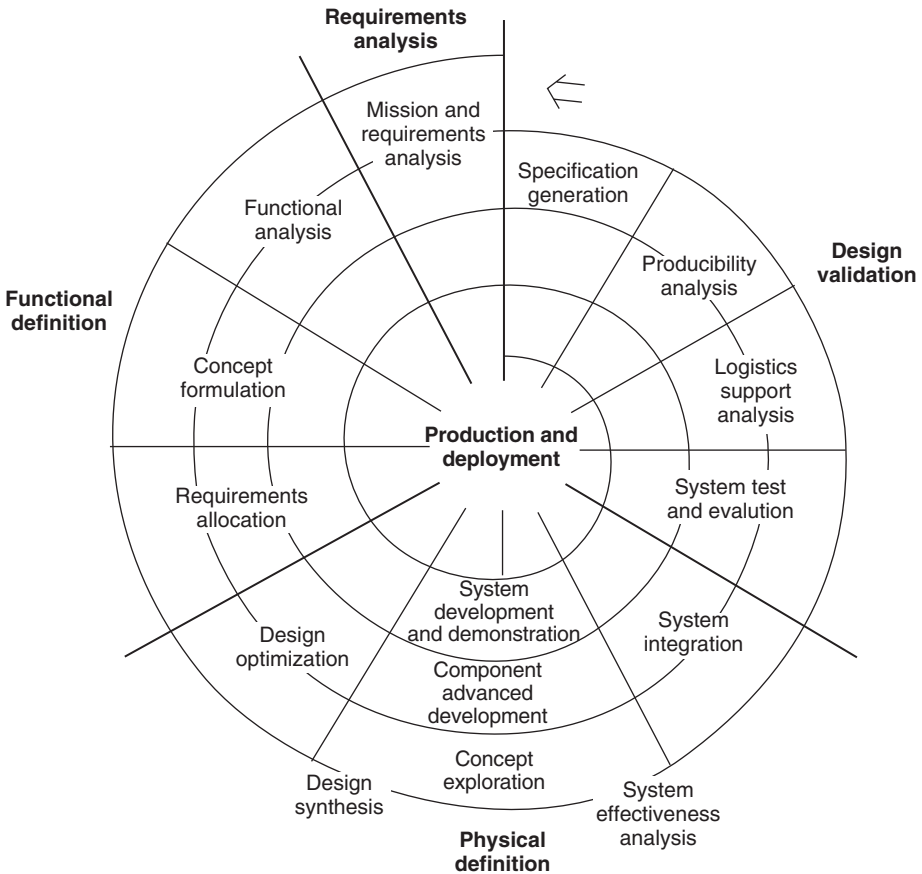 Requirements
analysis
Mission and
requirements
analysis
Specification
generation
Functional
analysis
Producibility
analysis
Design
validation
Functional
definition
Concept
formulation
Logistics
support
analysis
Production and
deployment
Requirements
allocation
System test
and evalution
System
development
and demonstration
Design
optimization
System
integration
Component
advanced
development
Concept
exploration
Design
synthesis
System
effectiveness
analysis
Physical
definition